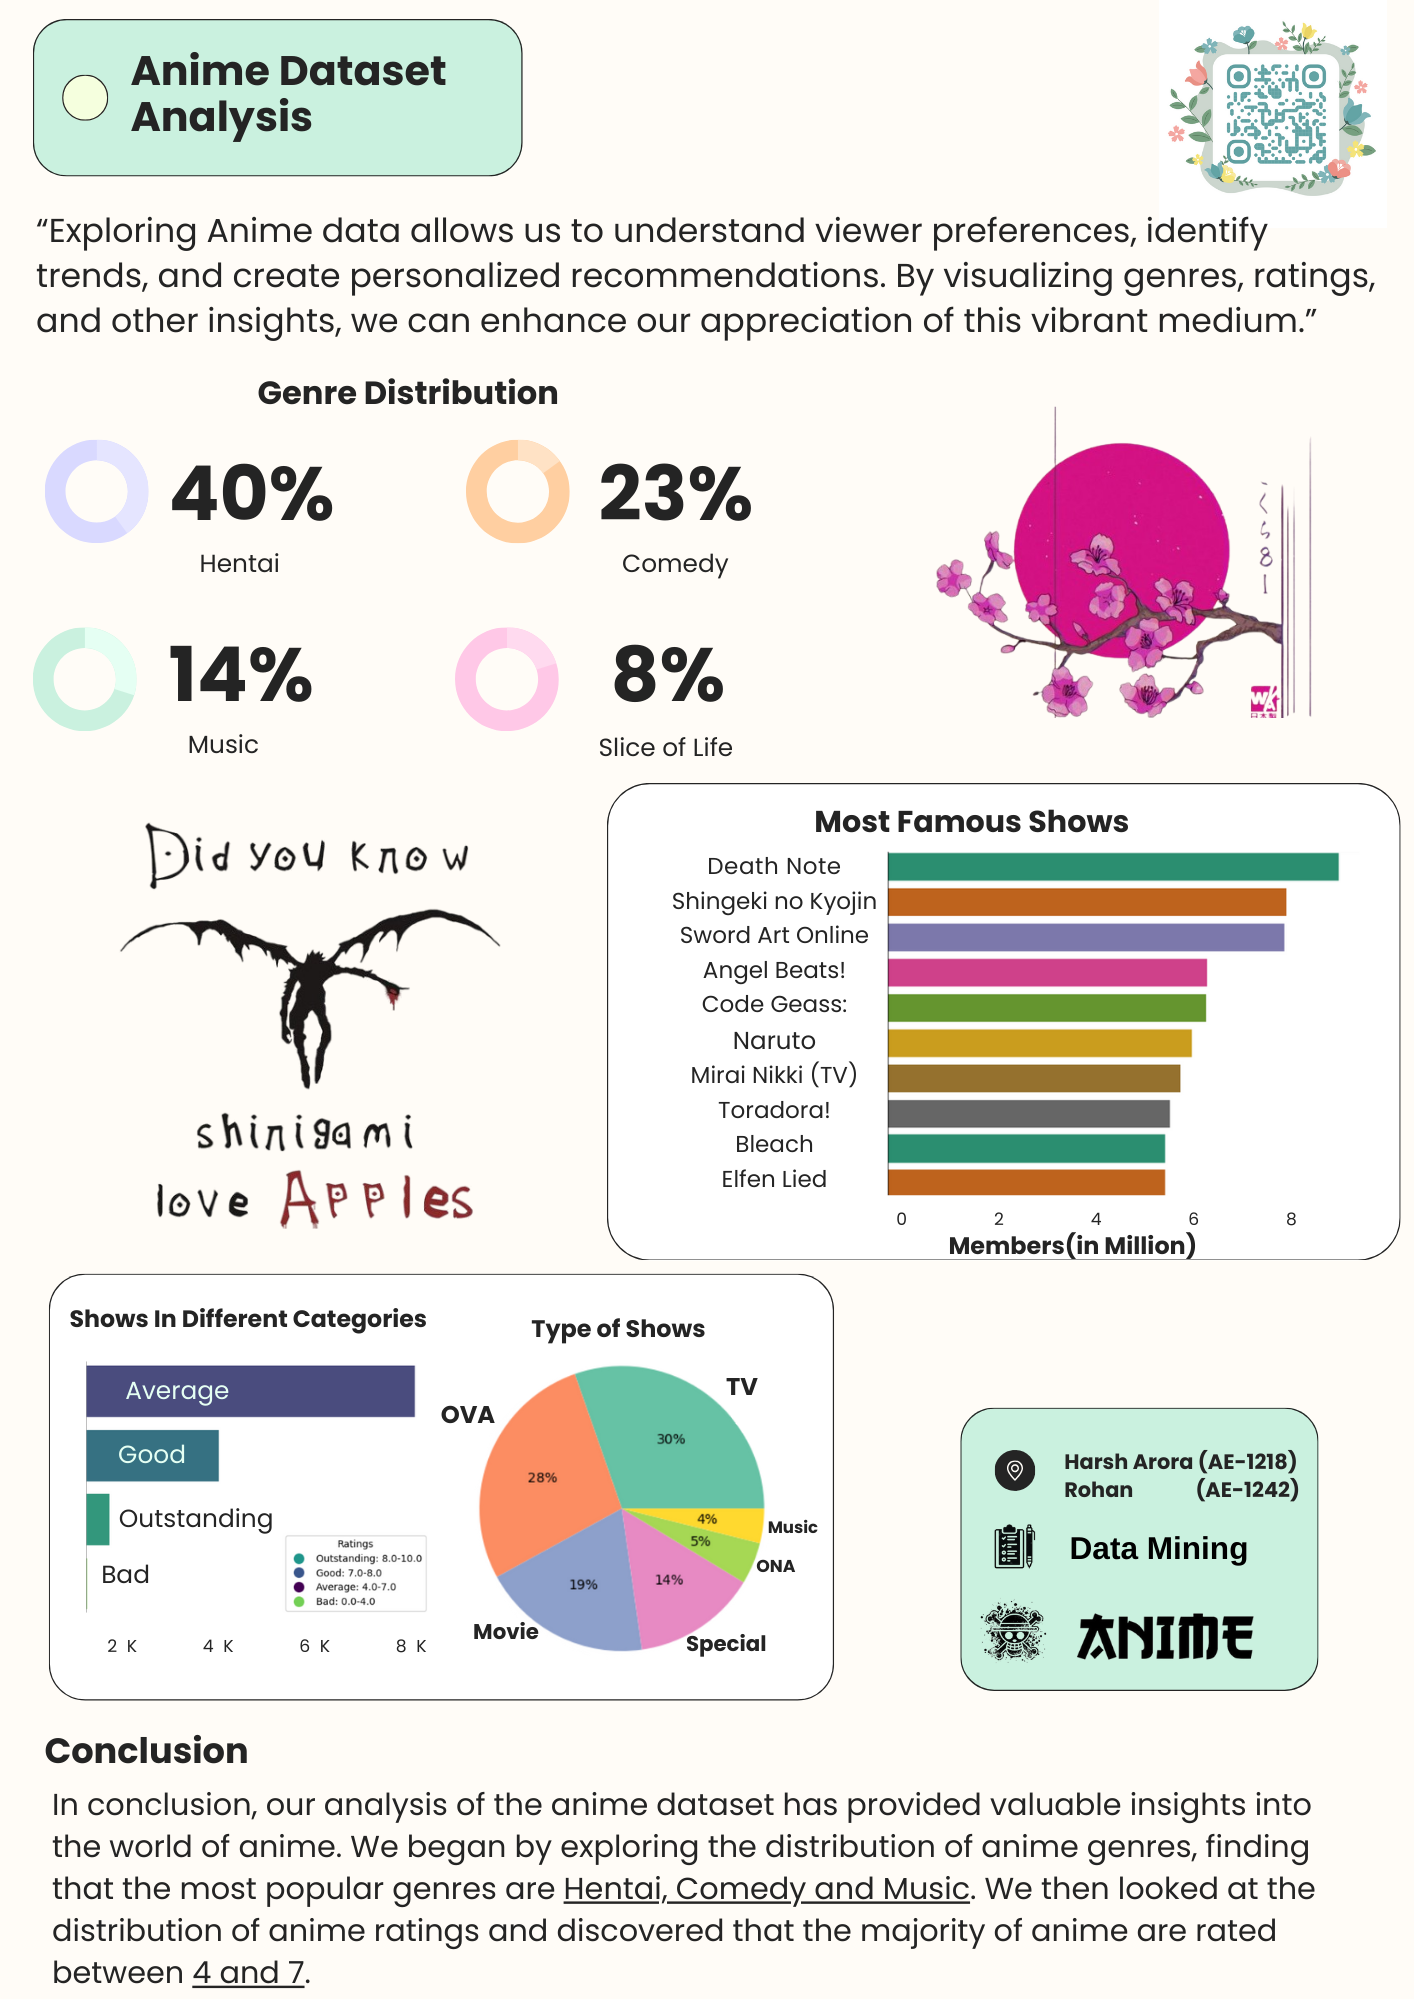 Anime Dataset
Analysis
“Exploring Anime data allows us to understand viewer preferences, identify
trends, and create personalized recommendations. By visualizing genres, ratings,
and other insights, we can enhance our appreciation of this vibrant medium.”
Genre Distribution
40%
Hentai
23%
Comedy
14%
Music
8%
Slice of Life
Did you know
shinigami
love Apples
Most Famous Shows
Death Note
Shingeki no Kyojin
Sword Art Online
Angel Beats!
Code Geass:
Naruto
Mirai Nikki (TV)
Toradora!
Bleach
Elfen Lied
0 2 4 6 8
Members(in Million)
Shows In Different Categories
Average
Good
Outstanding
Bad
Ratings
Outstanding: 8.0-10.0
Good: 7.0-8.0
Average: 4.0-7.0
Bad: 0.0-4.0
2 K 4 K 6 K 8 K
Type of Shows
TV
30%
OVA
28%
Movie
19%
Special
14%
ONA
5%
Music
4%
Harsh Arora (AE-1218)
Rohan (AE-1242)
Data Mining
ANIME
Conclusion
In conclusion, our analysis of the anime dataset has provided valuable insights into
the world of anime. We began by exploring the distribution of anime genres, finding
that the most popular genres are Hentai, Comedy and Music. We then looked at the
distribution of anime ratings and discovered that the majority of anime are rated
between 4 and 7.